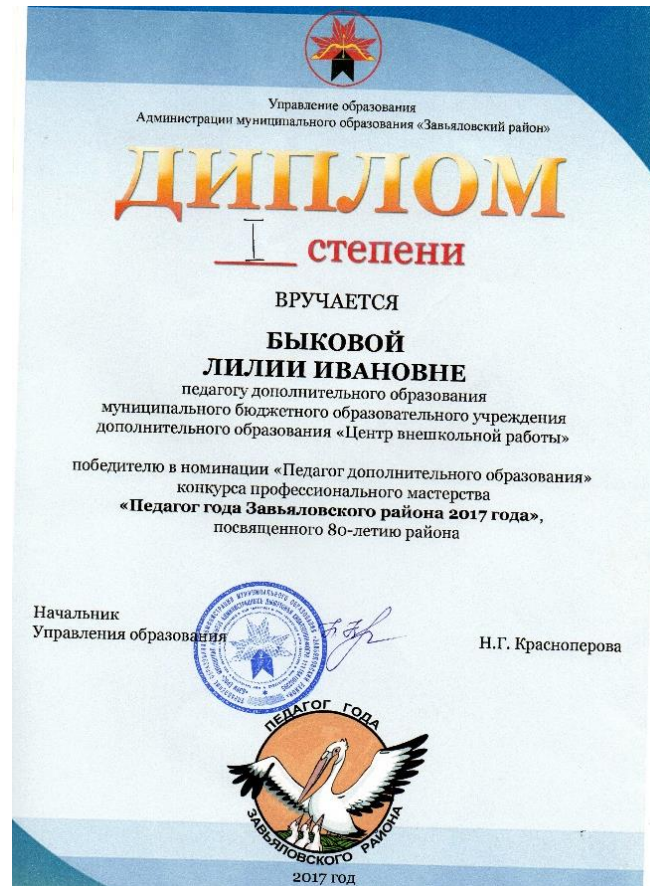 Управление образования
Администрации муниципального образования «Завьяловский район»
ДИПЛОМ
I степени
ВРУЧАЕТСЯ
БЫКОВОЙ
ЛИЛИИ ИВАНОВНЕ
педагогу дополнительного образования
муниципального бюджетного образовательного учреждения
дополнительного образования «Центр внешкольной работы»
победителю в номинации «Педагог дополнительного образования»
конкурса профессионального мастерства
«Педагог года Завьяловского района 2017 года»,
посвященного 80-летию района
Начальник
Управления образования
Н.Г. Красноперова
ПЕДАГОГ ГОДА
ЗАВЬЯЛОВСКОГО РАЙОНА
2017 год